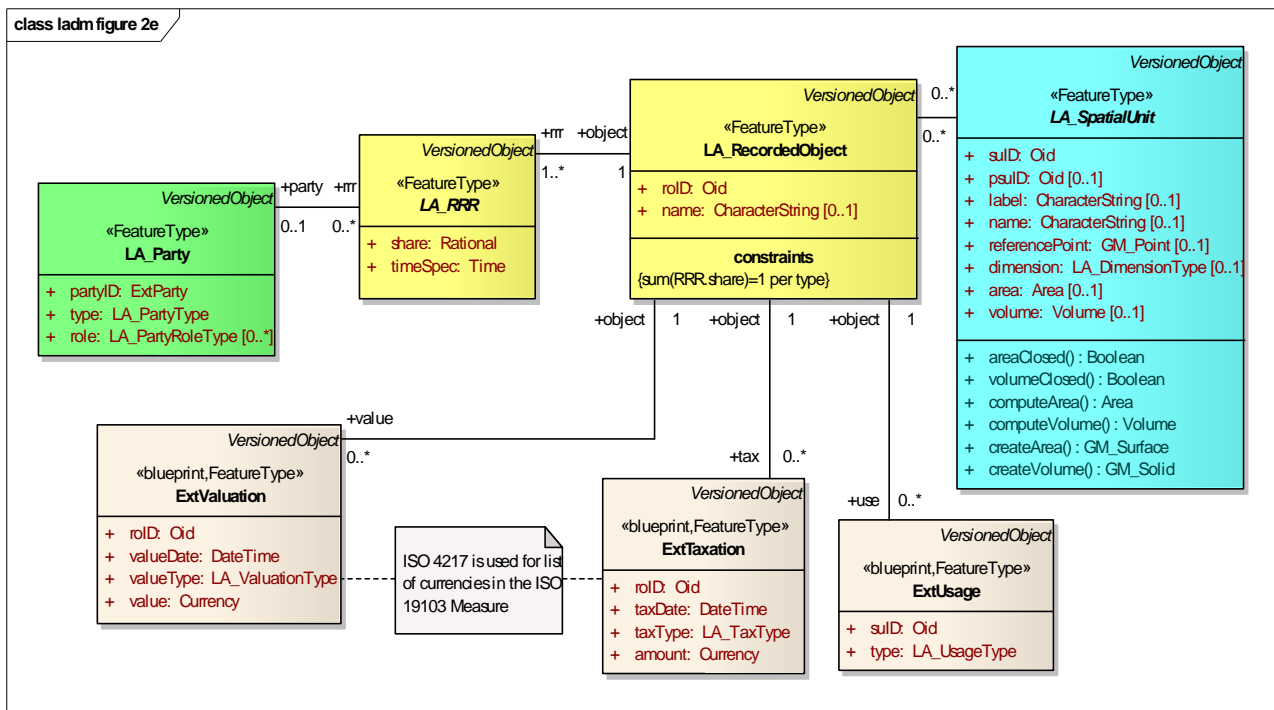 class ladm figure 2e
VersionedObject
«FeatureType»
LA_Party
+ partyID: ExtParty
+ type: LA_PartyType
+ role: LA_PartyRoleType [0..*]
+party
+rrr
0..1
0..*
VersionedObject
«FeatureType»
LA_RRR
+ share: Rational
+ timeSpec: Time
+rrr
+object
1..*
1
VersionedObject
«FeatureType»
LA_RecordedObject
+ roID: Oid
+ name: CharacterString [0..1]
constraints
{sum(RRR.share)=1 per type}
0..*
0..*
VersionedObject
«FeatureType»
LA_SpatialUnit
+ suID: Oid
+ psuID: Oid [0..1]
+ label: CharacterString [0..1]
+ name: CharacterString [0..1]
+ referencePoint: GM_Point [0..1]
+ dimension: LA_DimensionType [0..1]
+ area: Area [0..1]
+ volume: Volume [0..1]
+ areaClosed() : Boolean
+ volumeClosed() : Boolean
+ computeArea() : Area
+ computeVolume() : Volume
+ createArea() : GM_Surface
+ createVolume() : GM_Solid
+object 1
+object 1
+object 1
+value
0..*
+tax 0..*
+use 0..*
VersionedObject
«blueprint,FeatureType»
ExtValuation
+ roID: Oid
+ valueDate: DateTime
+ valueType: LA_ValuationType
+ value: Currency
ISO 4217 is used for list
of currencies in the ISO
19103 Measure
VersionedObject
«blueprint,FeatureType»
ExtTaxation
+ roID: Oid
+ taxDate: DateTime
+ taxType: LA_TaxType
+ amount: Currency
VersionedObject
«blueprint,FeatureType»
ExtUsage
+ suID: Oid
+ type: LA_UsageType